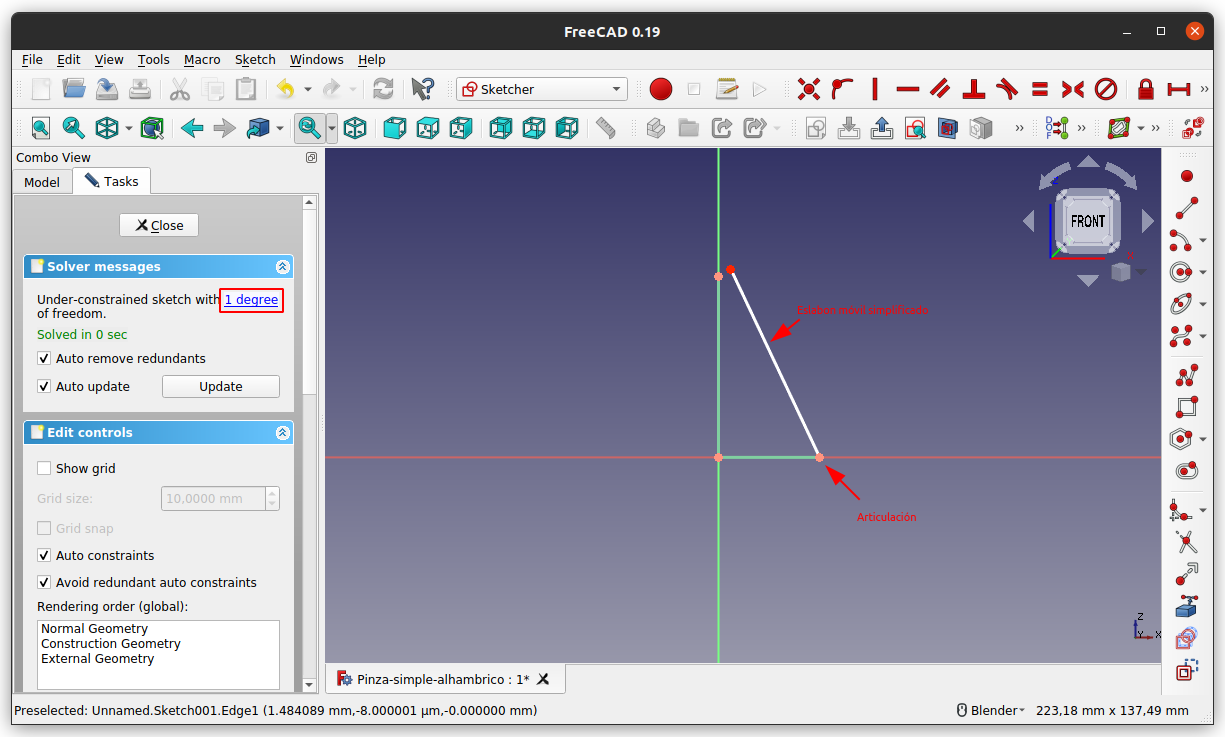 FreeCAD 0.19
File Edit View Tools Macro Sketch Windows Help
Sketcher
Combo View
Model Tasks
Close
Solver messages
Under-constrained sketch with 1 degree
of freedom.
Solved in 0 sec
Auto remove redundants
Auto update Update
Edit controls
Show grid
Grid size: 10,0000 mm
Grid snap
Auto constraints
Avoid redundant auto constraints
Rendering order (global):
Normal Geometry
Construction Geometry
External Geometry
FRONT
Eslabon móvil simplificado
Articulación
Z
Y X
Pinza-simple-alhambrico : 1*
Preselected: Unnamed.Sketch001.Edge1 (1.484089 mm,-8.000001 µm,-0.000000 mm)
Blender 223,18 mm x 137,49 mm